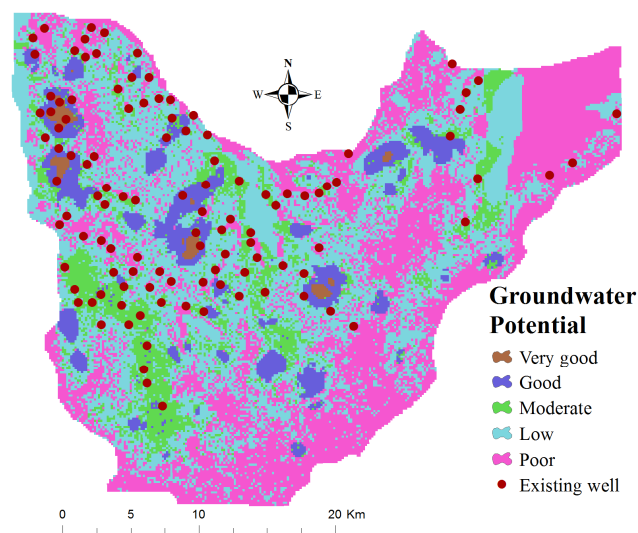 N
W E
S
Groundwater
Potential
Very good
Good
Moderate
Low
Poor
Existing well
0 5 10 20 Km